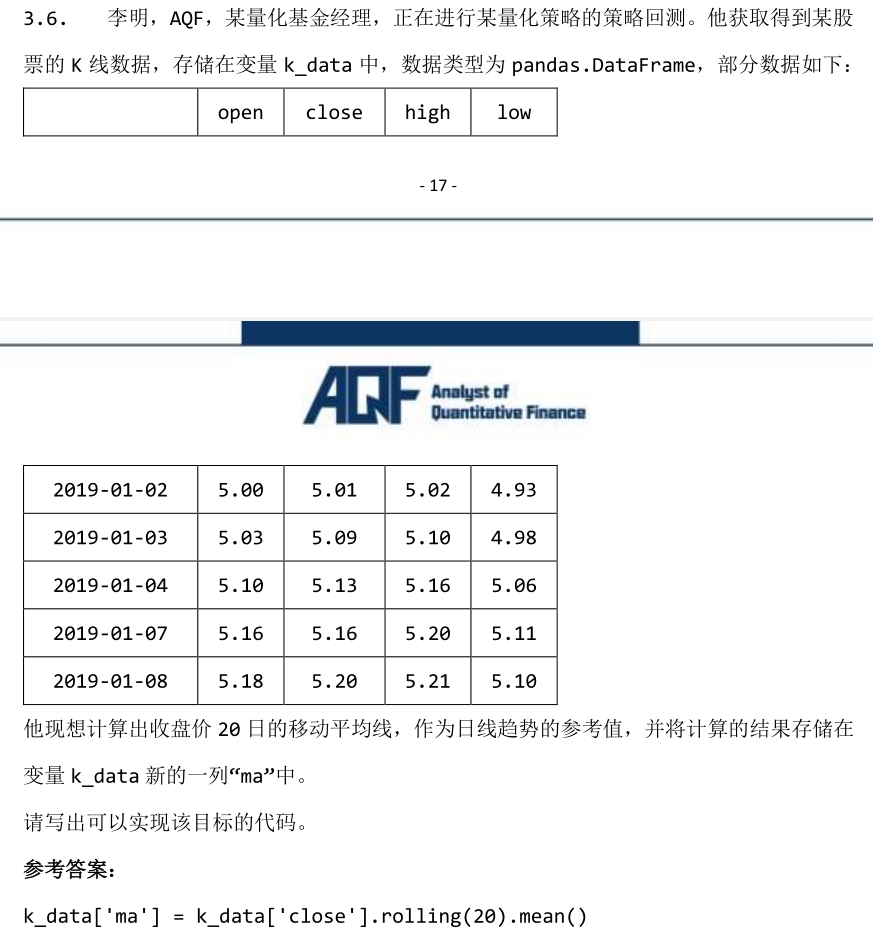 3.6. 李明，AQF，某量化基金经理，正在进行某量化策略的策略回测。他获取得到某股
票的 K 线数据，存储在变量 k_data 中，数据类型为 pandas.DataFrame，部分数据如下：
open close high low
- 17 -
AQF Analyst of
Quantitative Finance
2019-01-02 5.00 5.01 5.02 4.93
2019-01-03 5.03 5.09 5.10 4.98
2019-01-04 5.10 5.13 5.16 5.06
2019-01-07 5.16 5.16 5.20 5.11
2019-01-08 5.18 5.20 5.21 5.10
他现想计算出收盘价 20 日的移动平均线，作为日线趋势的参考值，并将计算的结果存储在
变量 k_data 新的一列“ma”中。
请写出可以实现该目标的代码。
参考答案：
k_data['ma'] = k_data['close'].rolling(20).mean()